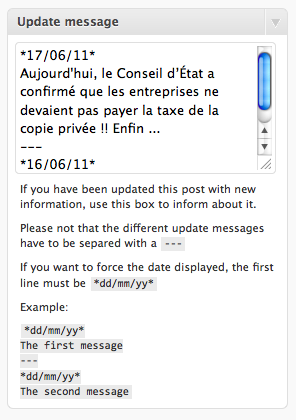 Update message
*17/06/11*
Aujourd'hui, le Conseil d’État a
confirmé que les entreprises ne
devaient pas payer la taxe de la
copie privée !! Enfin ...
---
*16/06/11*
If you have been updated this post with new
information, use this box to inform about it.
Please not that the different update messages
have to be separed with a ---
If you want to force the date displayed, the first
line must be *dd/mm/yy*
Example:
*dd/mm/yy*
The first message
---
*dd/mm/yy*
The second message